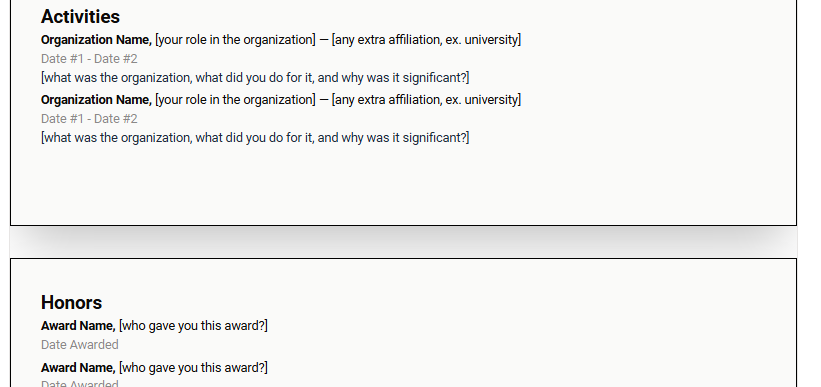 Activities
Organization Name, [your role in the organization] — [any extra affiliation, ex. university]
Date #1 - Date #2
[what was the organization, what did you do for it, and why was it significant?]
Organization Name, [your role in the organization] — [any extra affiliation, ex. university]
Date #1 - Date #2
[what was the organization, what did you do for it, and why was it significant?]
Honors
Award Name, [who gave you this award?]
Date Awarded
Award Name, [who gave you this award?]
Date Awarded